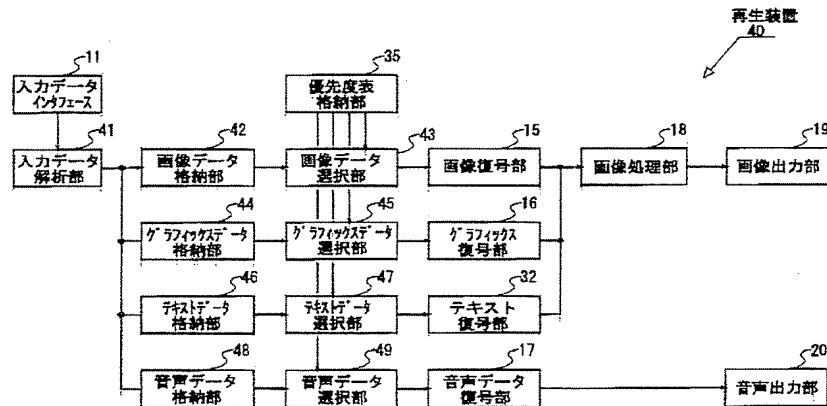 再生装置
40
11
入力データ
インタフェース
35
優先度表
格納部
41
入力データ
解析部
42
画像データ
格納部
43
画像データ
選択部
15
画像復号部
18
画像処理部
19
画像出力部
44
グラフィックスデータ
格納部
45
グラフィックスデータ
選択部
16
グラフィックス
復号部
46
テキストデータ
格納部
47
テキストデータ
選択部
32
テキスト
復号部
48
音声データ
格納部
49
音声データ
選択部
17
音声データ
復号部
20
音声出力部